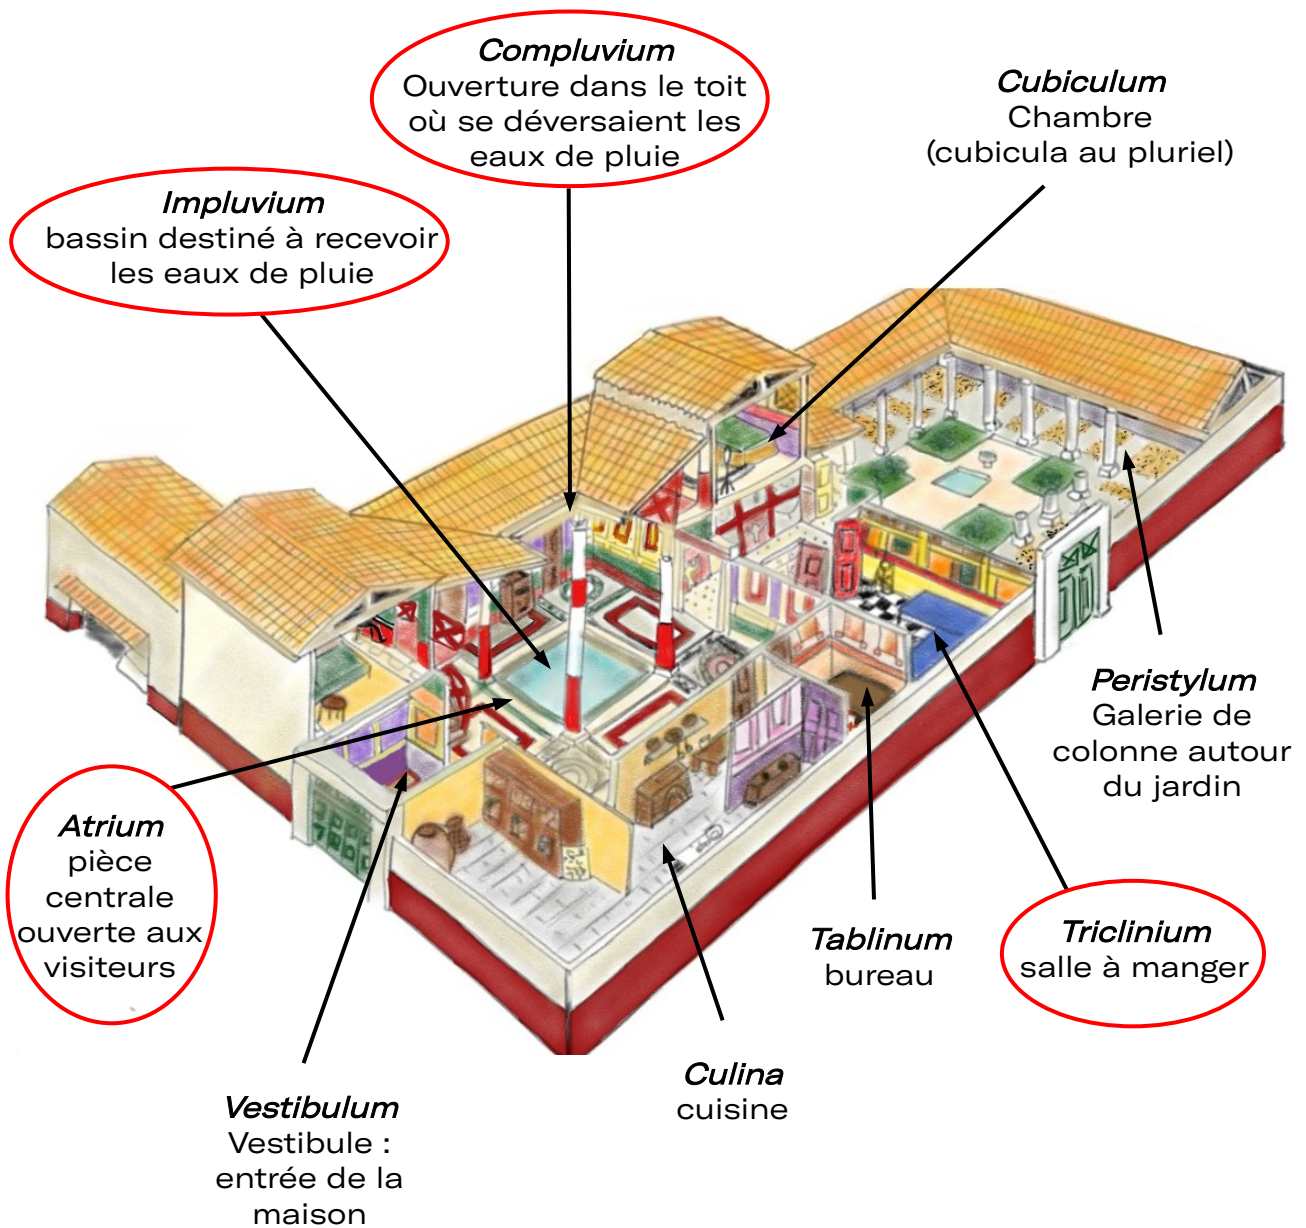 Compluvium
Ouverture dans le toit
où se déversaient les
eaux de pluie
Cubiculum
Chambre
(cubicula au pluriel)
Impluvium
bassin destiné à recevoir
les eaux de pluie
Peristylum
Galerie de
colonne autour
du jardin
Atrium
pièce
centrale
ouverte aux
visiteurs
Tablinum
bureau
Triclinium
salle à manger
Culina
cuisine
Vestibulum
Vestibule :
entrée de la
maison